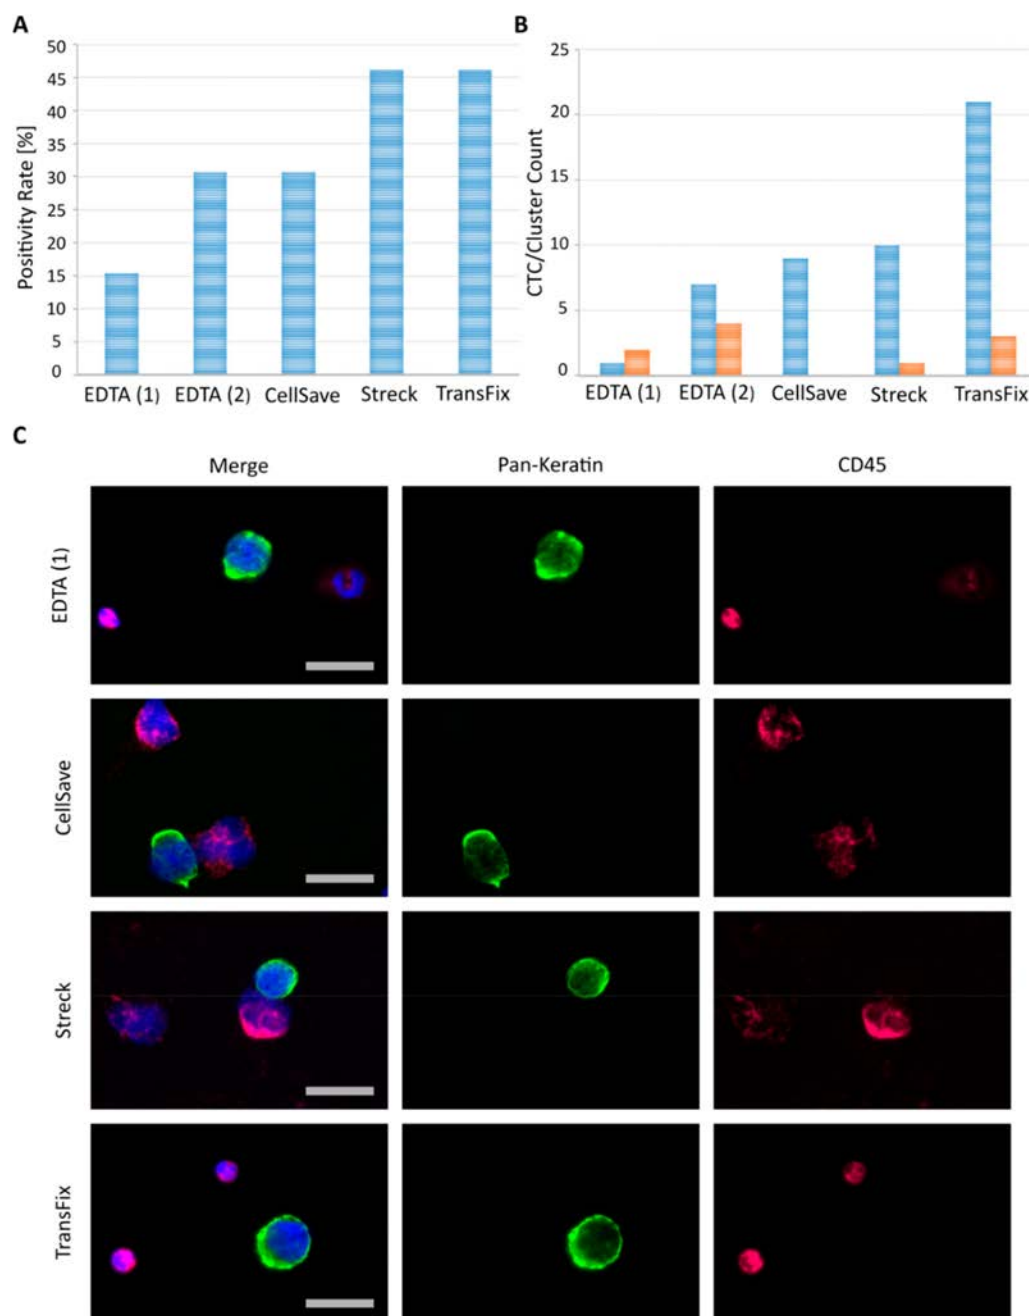 A
Positivity Rate [%]
50
45
40
35
30
25
20
15
10
5
0
EDTA (1) EDTA (2) CellSave Streck TransFix
B
CTC/Cluster Count
25
20
15
10
5
0
EDTA (1) EDTA (2) CellSave Streck TransFix
C
Merge Pan-Keratin CD45
EDTA (1)
CellSave
Streck
TransFix